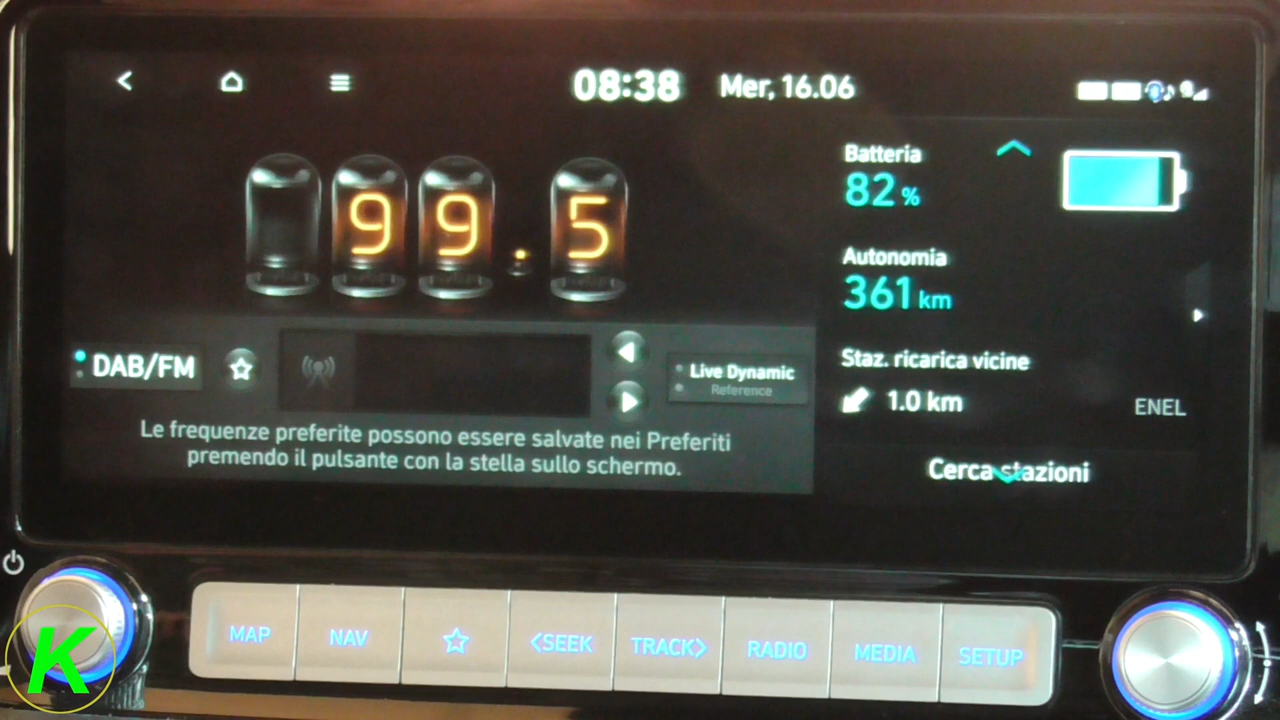 08:38 Mer, 16.06
99.5
Batteria
82 %
Autonomia
361 km
DAB/FM
Live Dynamic
Reference
Le frequenze preferite possono essere salvate nei Preferiti
premendo il pulsante con la stella sullo schermo.
Staz. ricarica vicine
1.0 km ENEL
Cerca stazioni
MAP NAV <SEEK TRACK> RADIO MEDIA SETUP
K